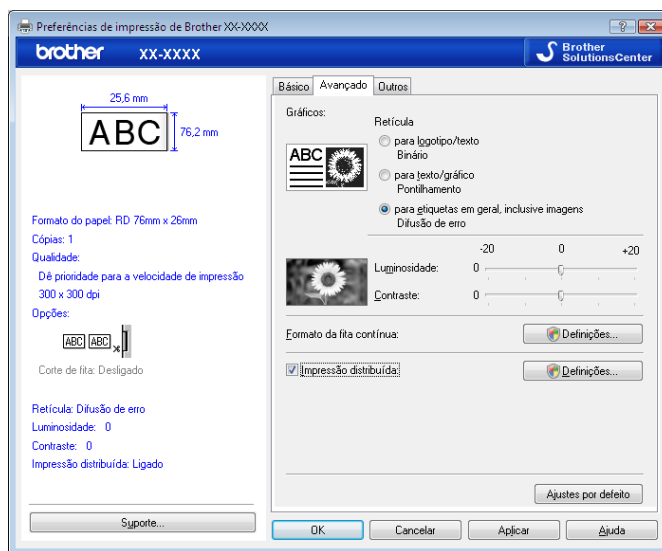 Preferências de impressão de Brother XX-XXXX
brother XX-XXXX
Brother
SolutionsCenter
25,6 mm
ABC
76,2 mm
Formato do papel: RD 76mm x 26mm
Cópias: 1
Qualidade:
Dê prioridade para a velocidade de impressão
300 x 300 dpi
Opções:
ABC ABC
Corte de fita: Desligado
Retícula: Difusão de erro
Luminosidade: 0
Contraste: 0
Impressão distribuída: Ligado
Suporte...
Básico Avançado Outros
Gráficos:
Retícula
ABC
para logotipo/texto
Binário
para texto/gráfico
Pontilhamento
para etiquetas em geral, inclusive imagens
Difusão de erro
-20 0 +20
Luminosidade: 0
Contraste: 0
Formato da fita contínua: Definições...
Impressão distribuída: Definições...
Ajustes por defeito
OK Cancelar Aplicar Ajuda